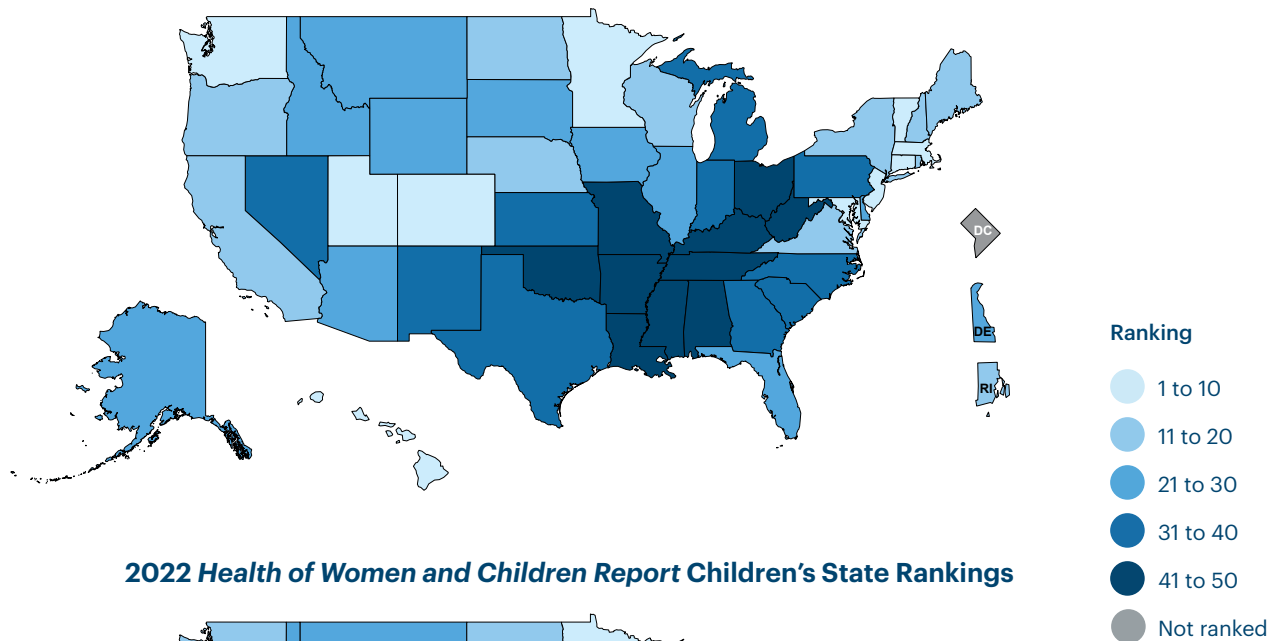 DC
DE
RI
Ranking
1 to 10
11 to 20
21 to 30
31 to 40
41 to 50
Not ranked
2022 Health of Women and Children Report Children’s State Rankings